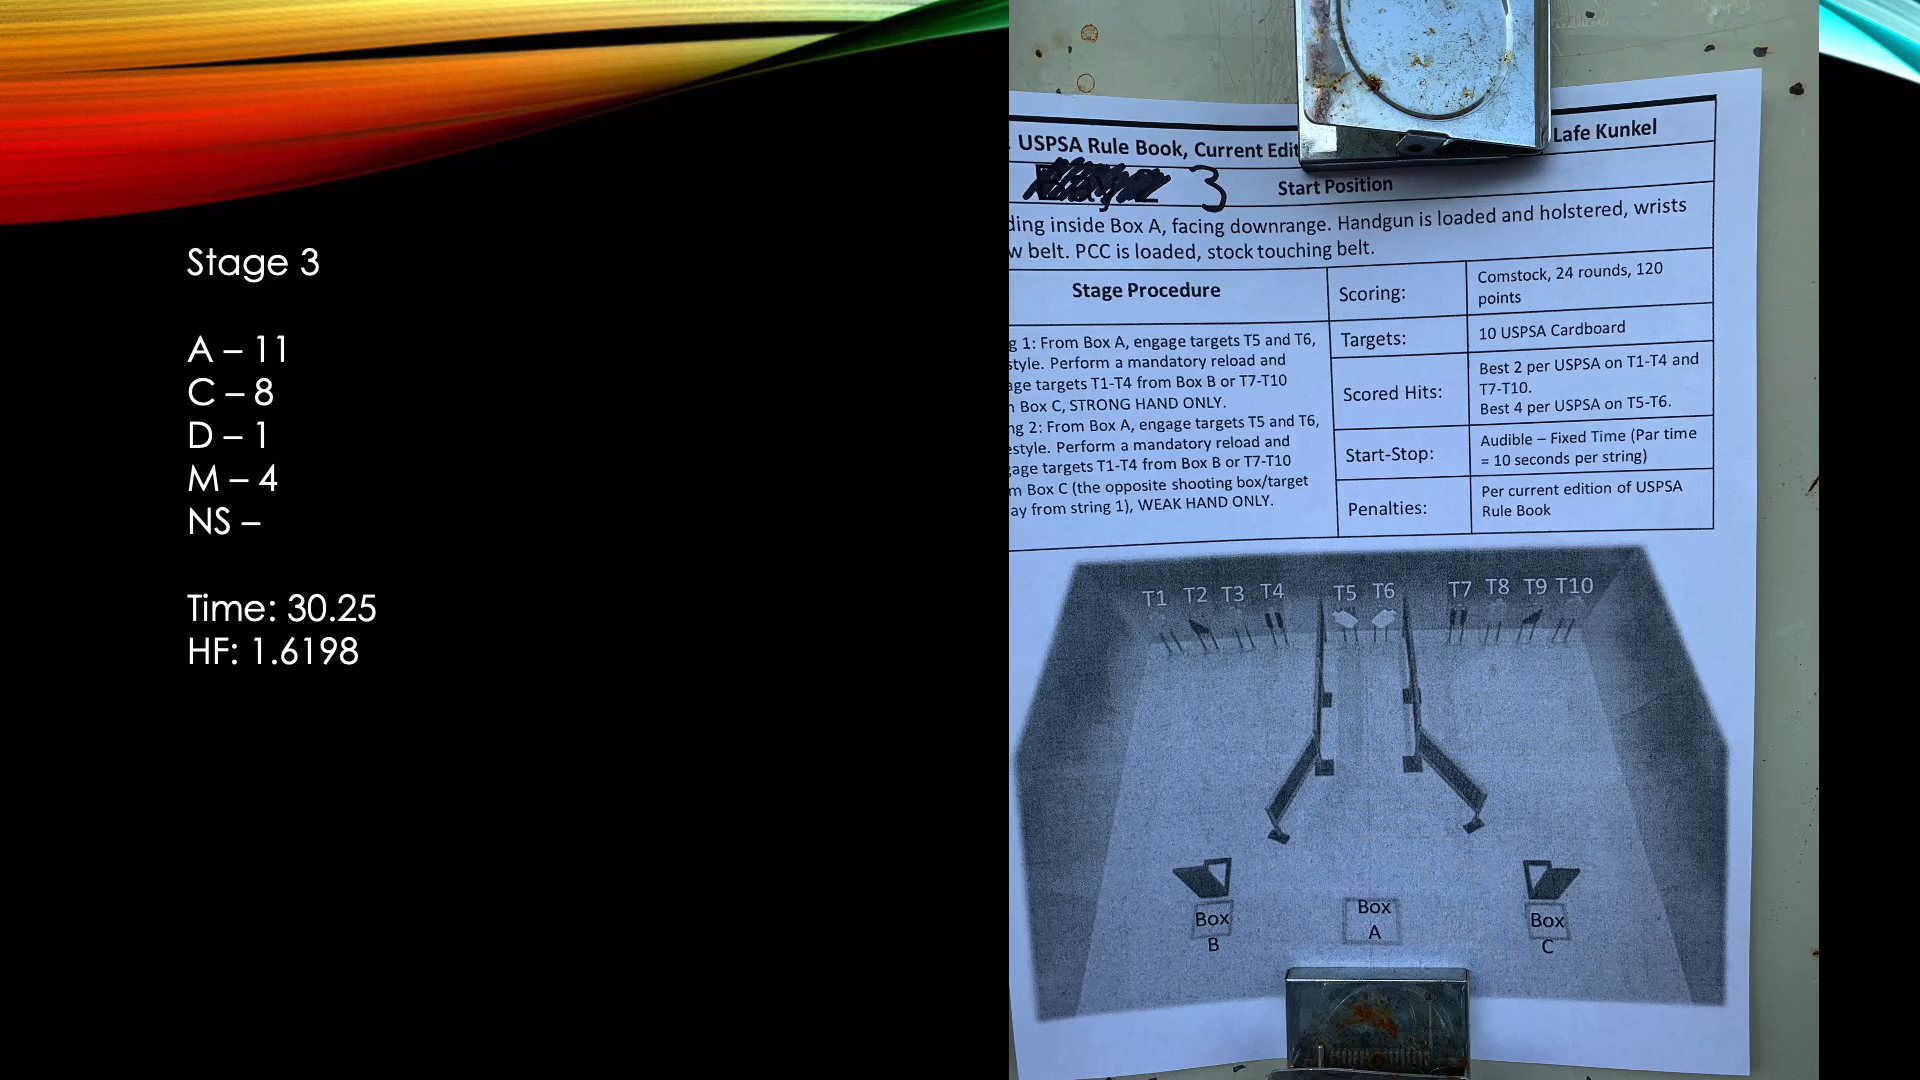 Stage 3
A – 11
C – 8
D – 1
M – 4
NS –
Time: 30.25
HF: 1.6198
USPSA Rule Book, Current Edit
Lafe Kunkel
3
Start Position
ding inside Box A, facing downrange. Handgun is loaded and holstered, wrists
w belt. PCC is loaded, stock touching belt.
Stage Procedure
g 1: From Box A, engage targets T5 and T6,
style. Perform a mandatory reload and
age targets T1-T4 from Box B or T7-T10
Box C, STRONG HAND ONLY.
ng 2: From Box A, engage targets T5 and T6,
estyle. Perform a mandatory reload and
gage targets T1-T4 from Box B or T7-T10
m Box C (the opposite shooting box/target
ay from string 1), WEAK HAND ONLY.
Scoring:
Comstock, 24 rounds, 120
points
Targets:
10 USPSA Cardboard
Scored Hits:
Best 2 per USPSA on T1-T4 and
T7-T10.
Best 4 per USPSA on T5-T6.
Start-Stop:
Audible – Fixed Time (Par time
= 10 seconds per string)
Penalties:
Per current edition of USPSA
Rule Book
T1 T2 T3 T4 T5 T6 T7 T8 T9 T10
Box
B
Box
A
Box
C